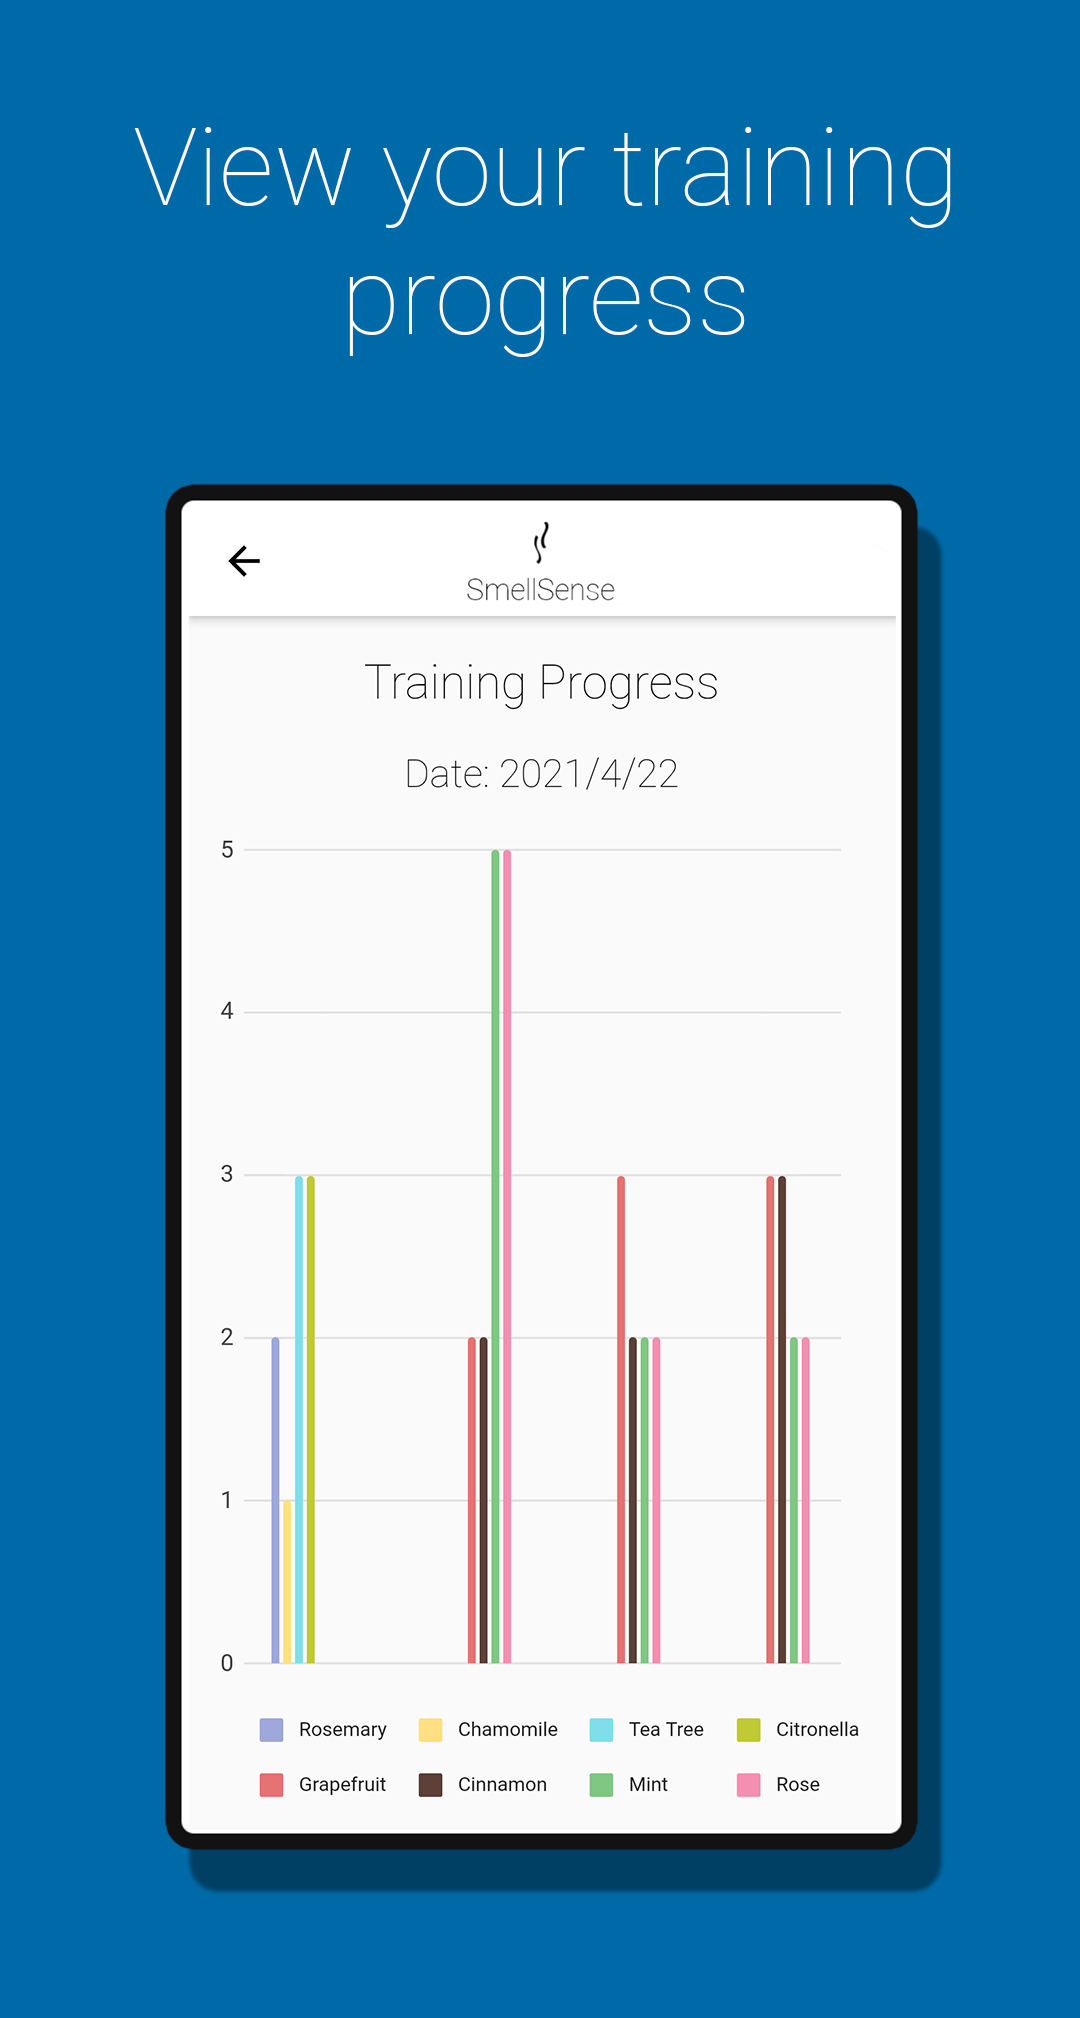 View your training
progress
SmellSense
Training Progress
Date: 2021/4/22
5
4
3
2
1
0
Rosemary Chamomile Tea Tree Citronella
Grapefruit Cinnamon Mint Rose